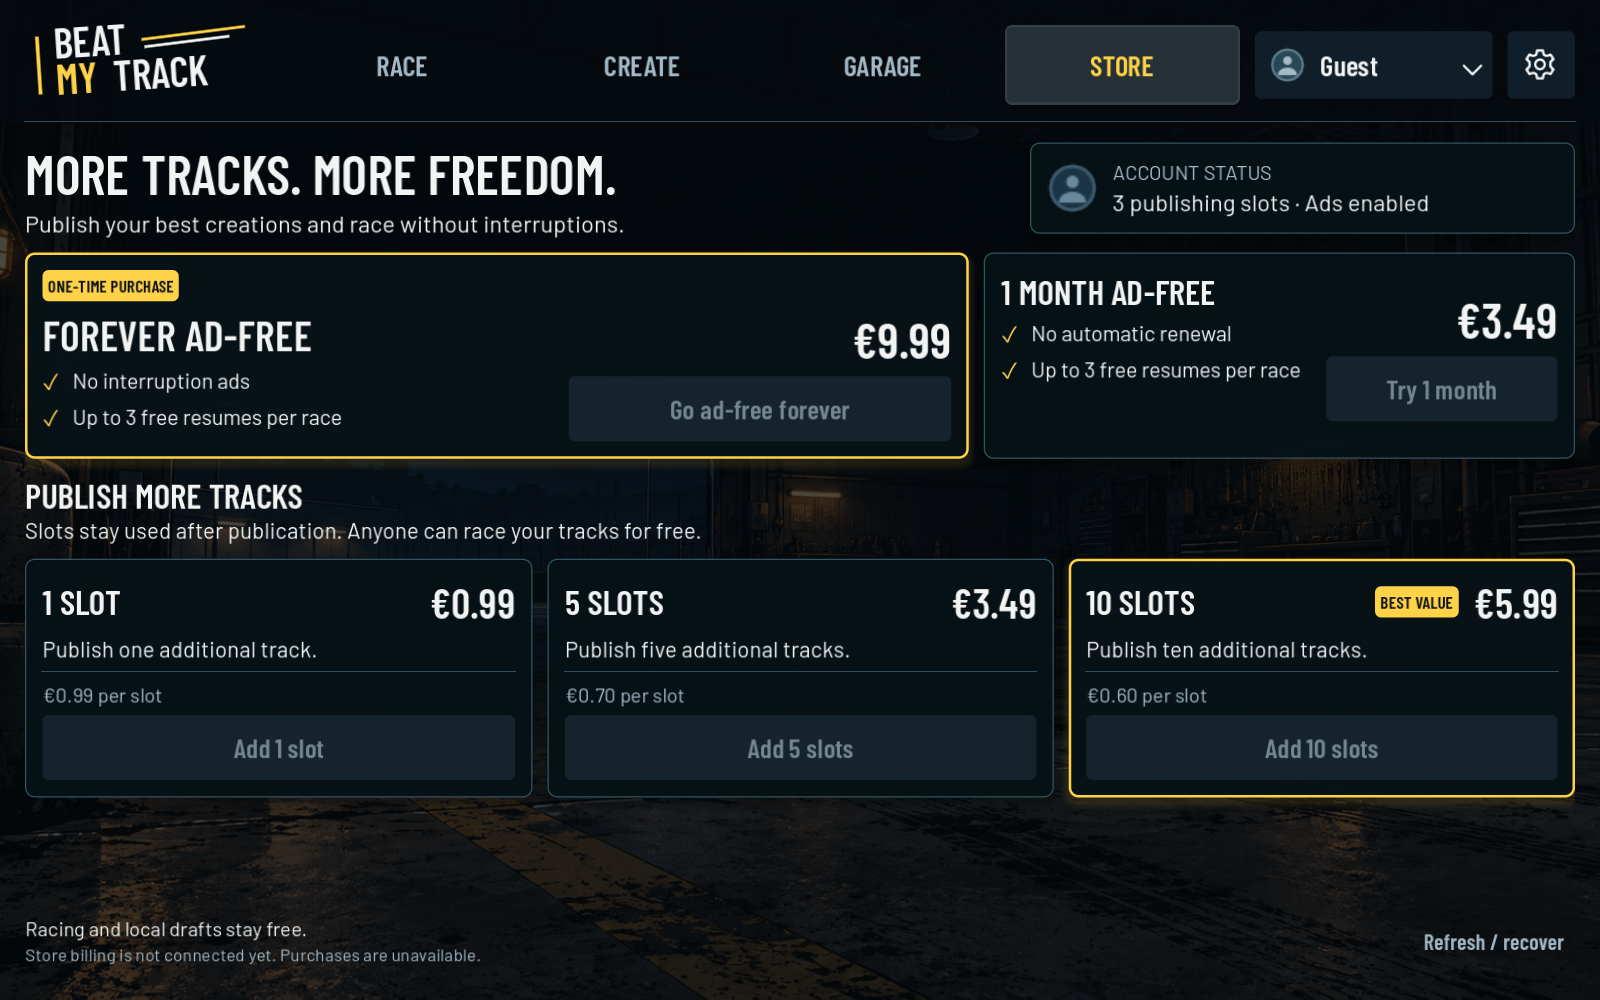 BEAT
MY TRACK
RACE
CREATE
GARAGE
STORE
Guest
MORE TRACKS. MORE FREEDOM.
Publish your best creations and race without interruptions.
ACCOUNT STATUS
3 publishing slots · Ads enabled
ONE-TIME PURCHASE
FOREVER AD-FREE
€9.99
✓ No interruption ads
✓ Up to 3 free resumes per race
Go ad-free forever
1 MONTH AD-FREE
€3.49
✓ No automatic renewal
✓ Up to 3 free resumes per race
Try 1 month
PUBLISH MORE TRACKS
Slots stay used after publication. Anyone can race your tracks for free.
1 SLOT
€0.99
Publish one additional track.
€0.99 per slot
Add 1 slot
5 SLOTS
€3.49
Publish five additional tracks.
€0.70 per slot
Add 5 slots
10 SLOTS
BEST VALUE
€5.99
Publish ten additional tracks.
€0.60 per slot
Add 10 slots
Racing and local drafts stay free.
Store billing is not connected yet. Purchases are unavailable.
Refresh / recover